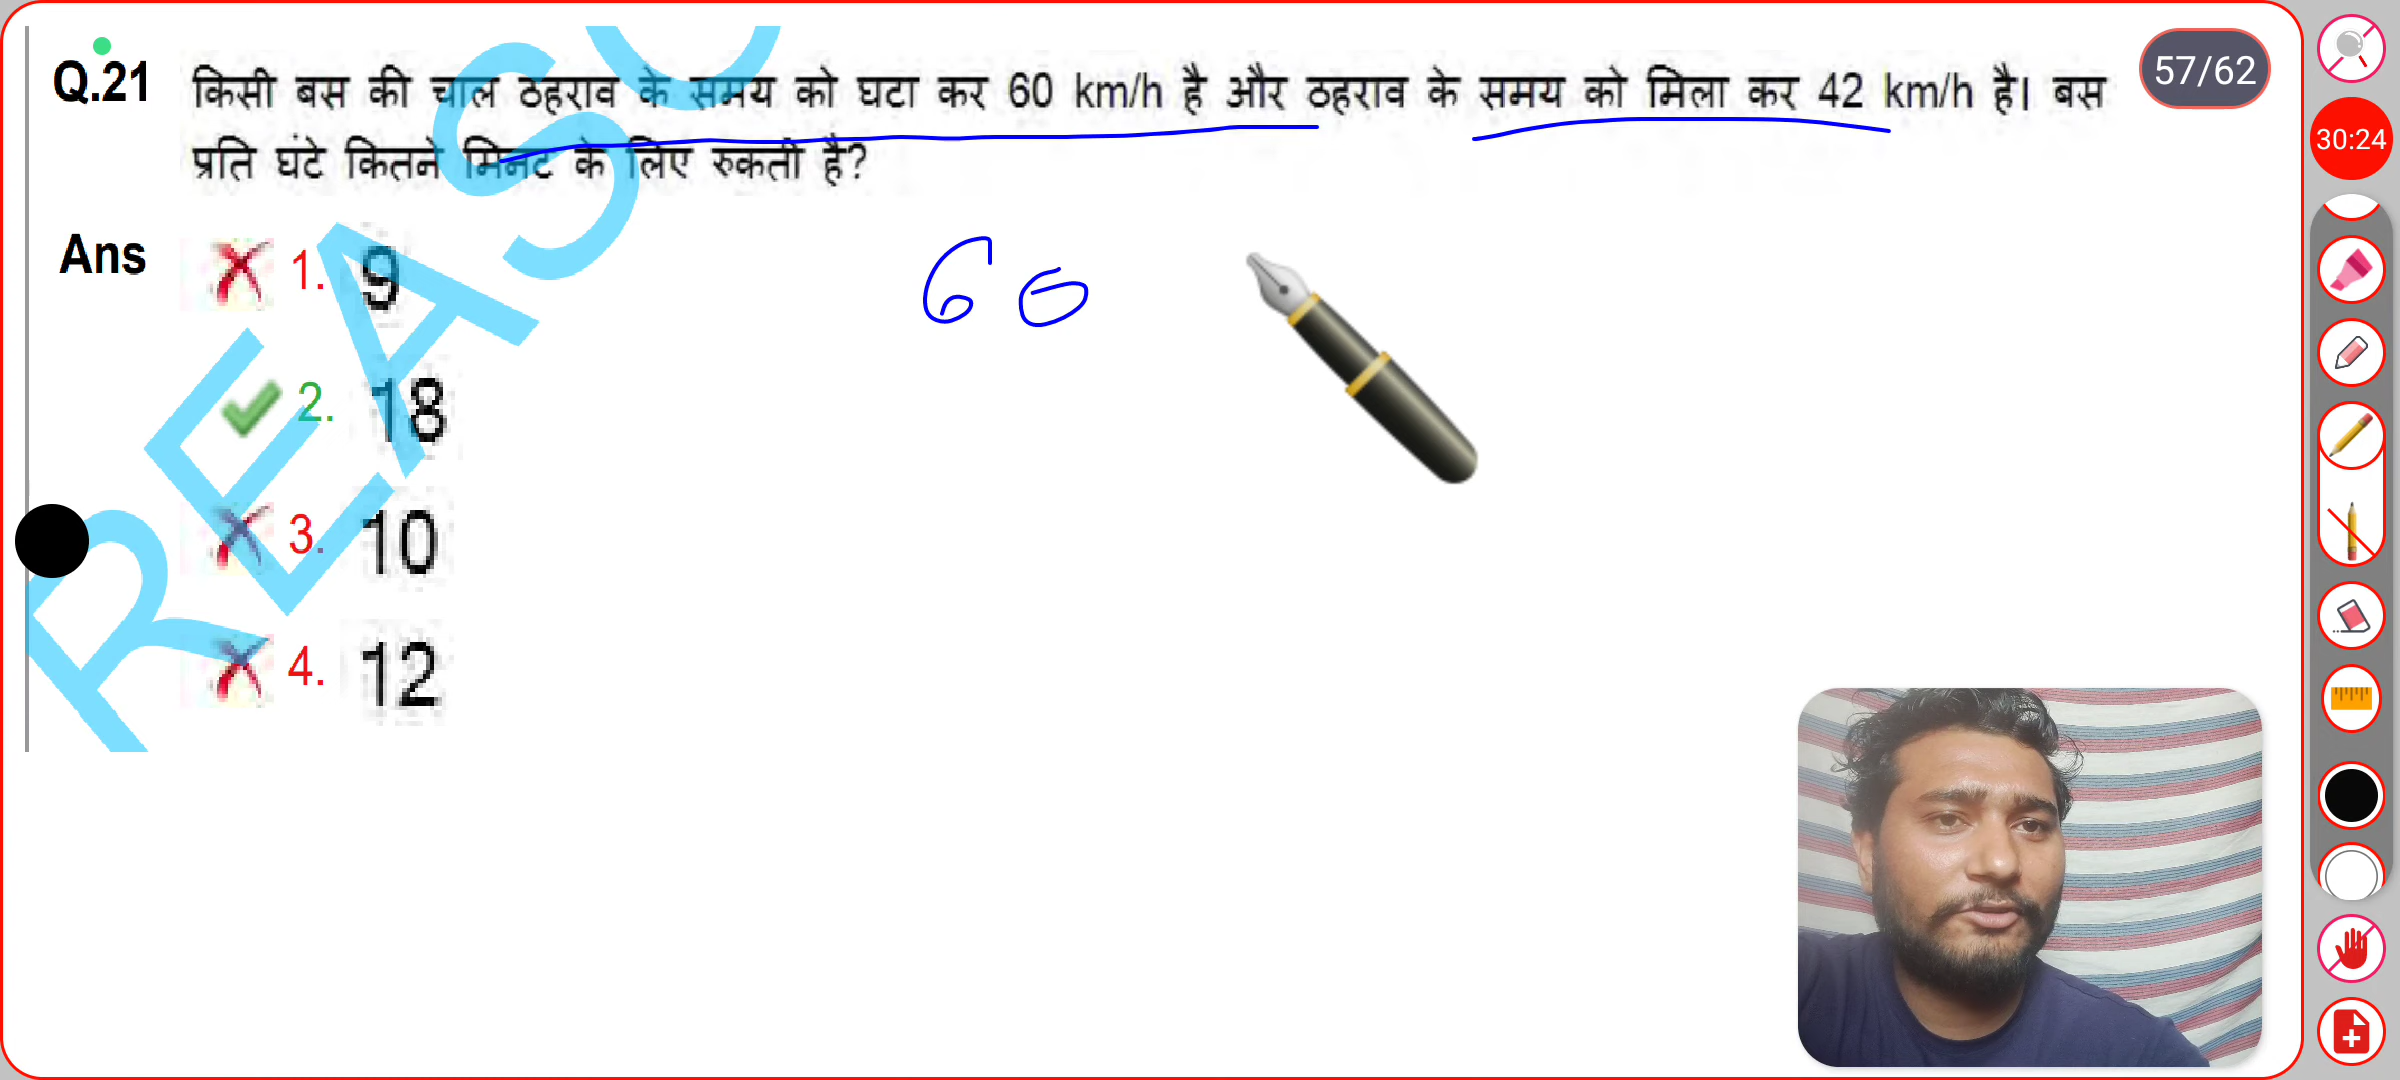 Q.21 किसी बस की चाल ठहराव के समय को घटा कर 60 km/h है और ठहराव के समय को मिला कर 42 km/h है। बस
57/62
प्रति घंटे कितने मिनट के लिए रुकती है?
30:24
Ans 1. 9
60
2. 18
3. 10
4. 12
REASO